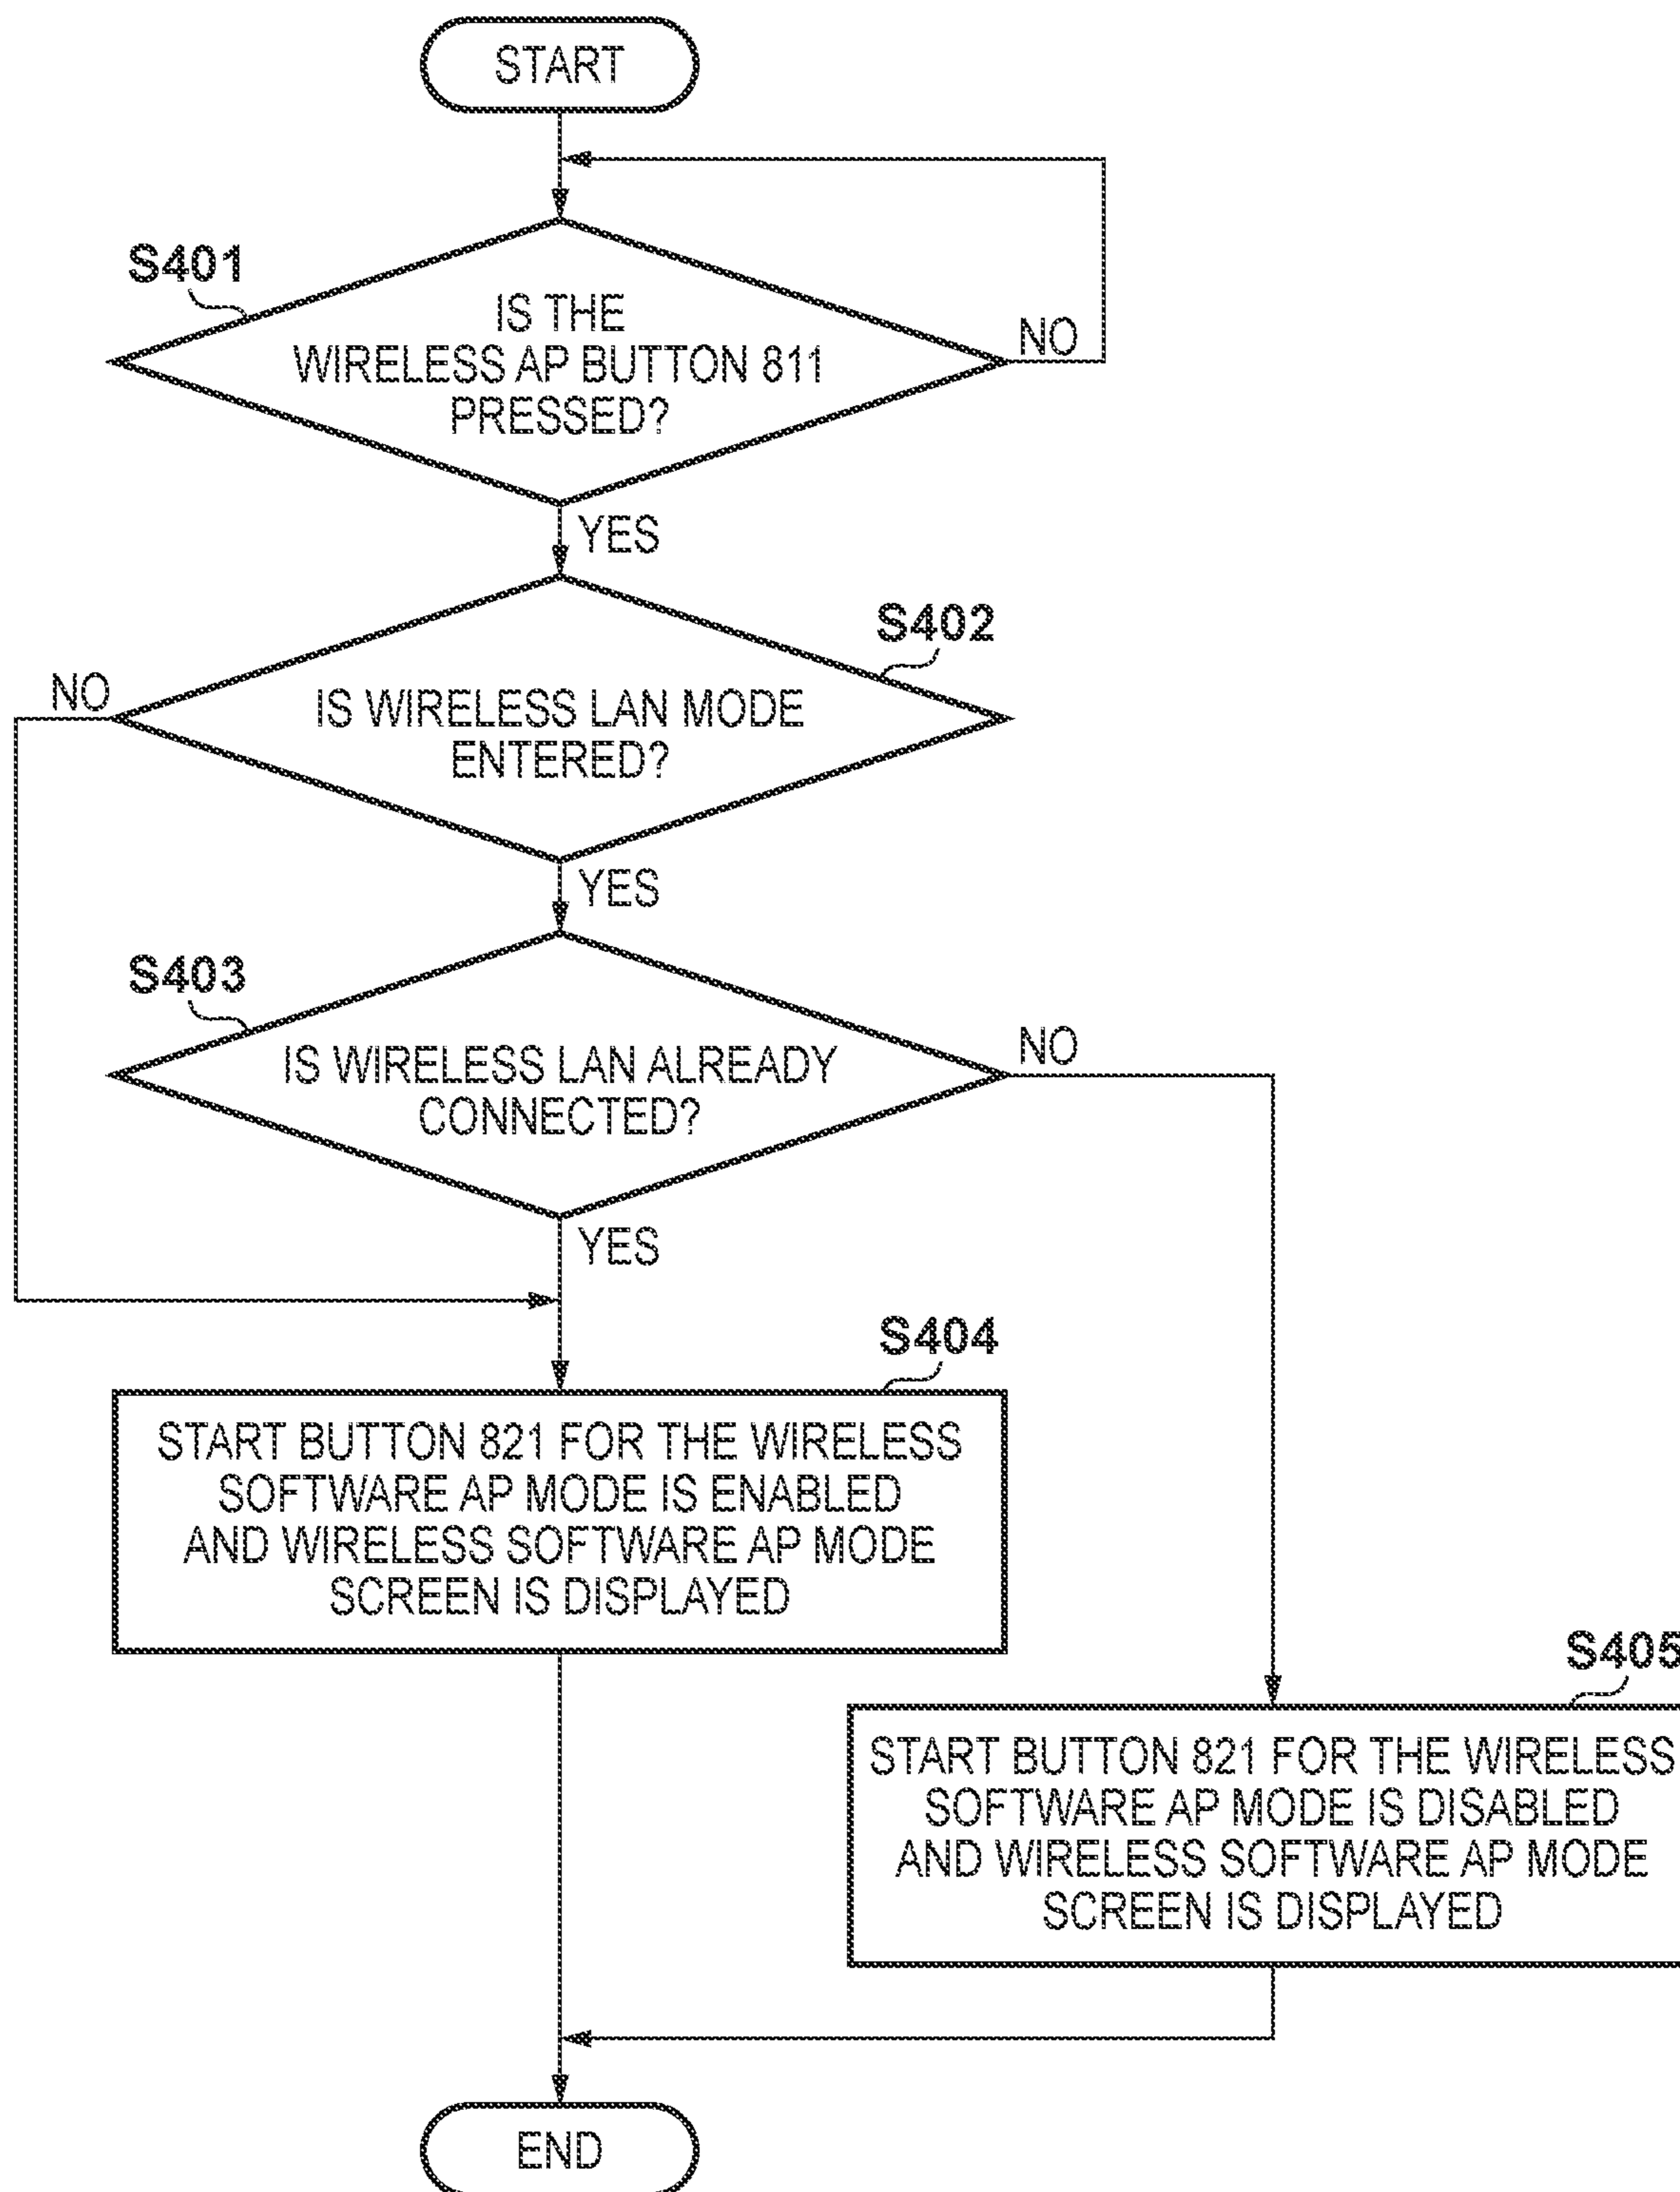 START
S401
IS THE
WIRELESS AP BUTTON 811
PRESSED?
NO
YES
S402
NO
IS WIRELESS LAN MODE
ENTERED?
YES
S403
NO
IS WIRELESS LAN ALREADY
CONNECTED?
YES
S404
START BUTTON 821 FOR THE WIRELESS
SOFTWARE AP MODE IS ENABLED
AND WIRELESS SOFTWARE AP MODE
SCREEN IS DISPLAYED
S405
START BUTTON 821 FOR THE WIRELESS
SOFTWARE AP MODE IS DISABLED
AND WIRELESS SOFTWARE AP MODE
SCREEN IS DISPLAYED
END